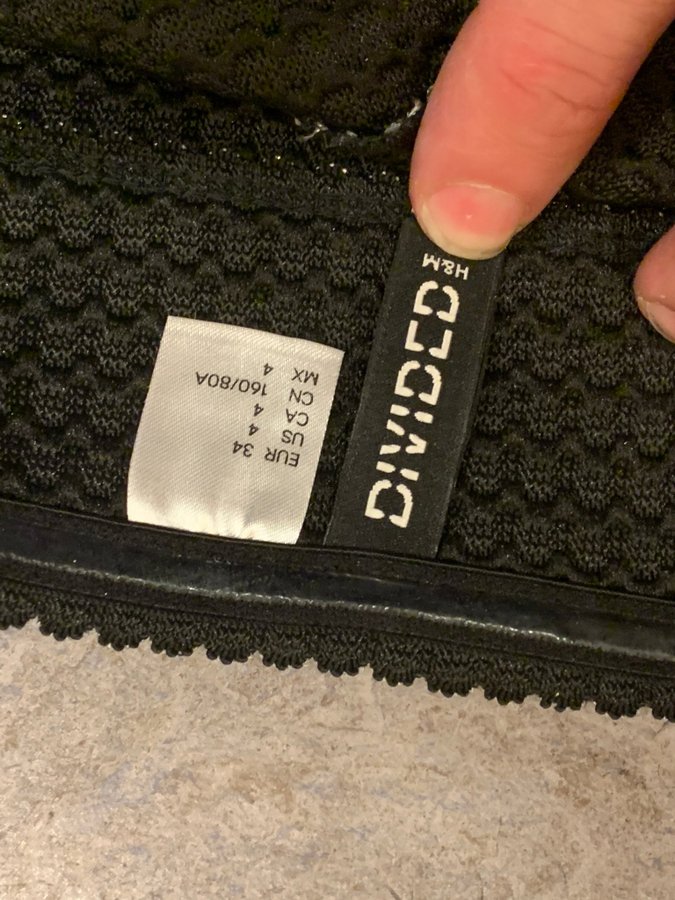 EUR 34
US 4
CA 4
CN 160/80A
MX 4
DIVIDED
H&M